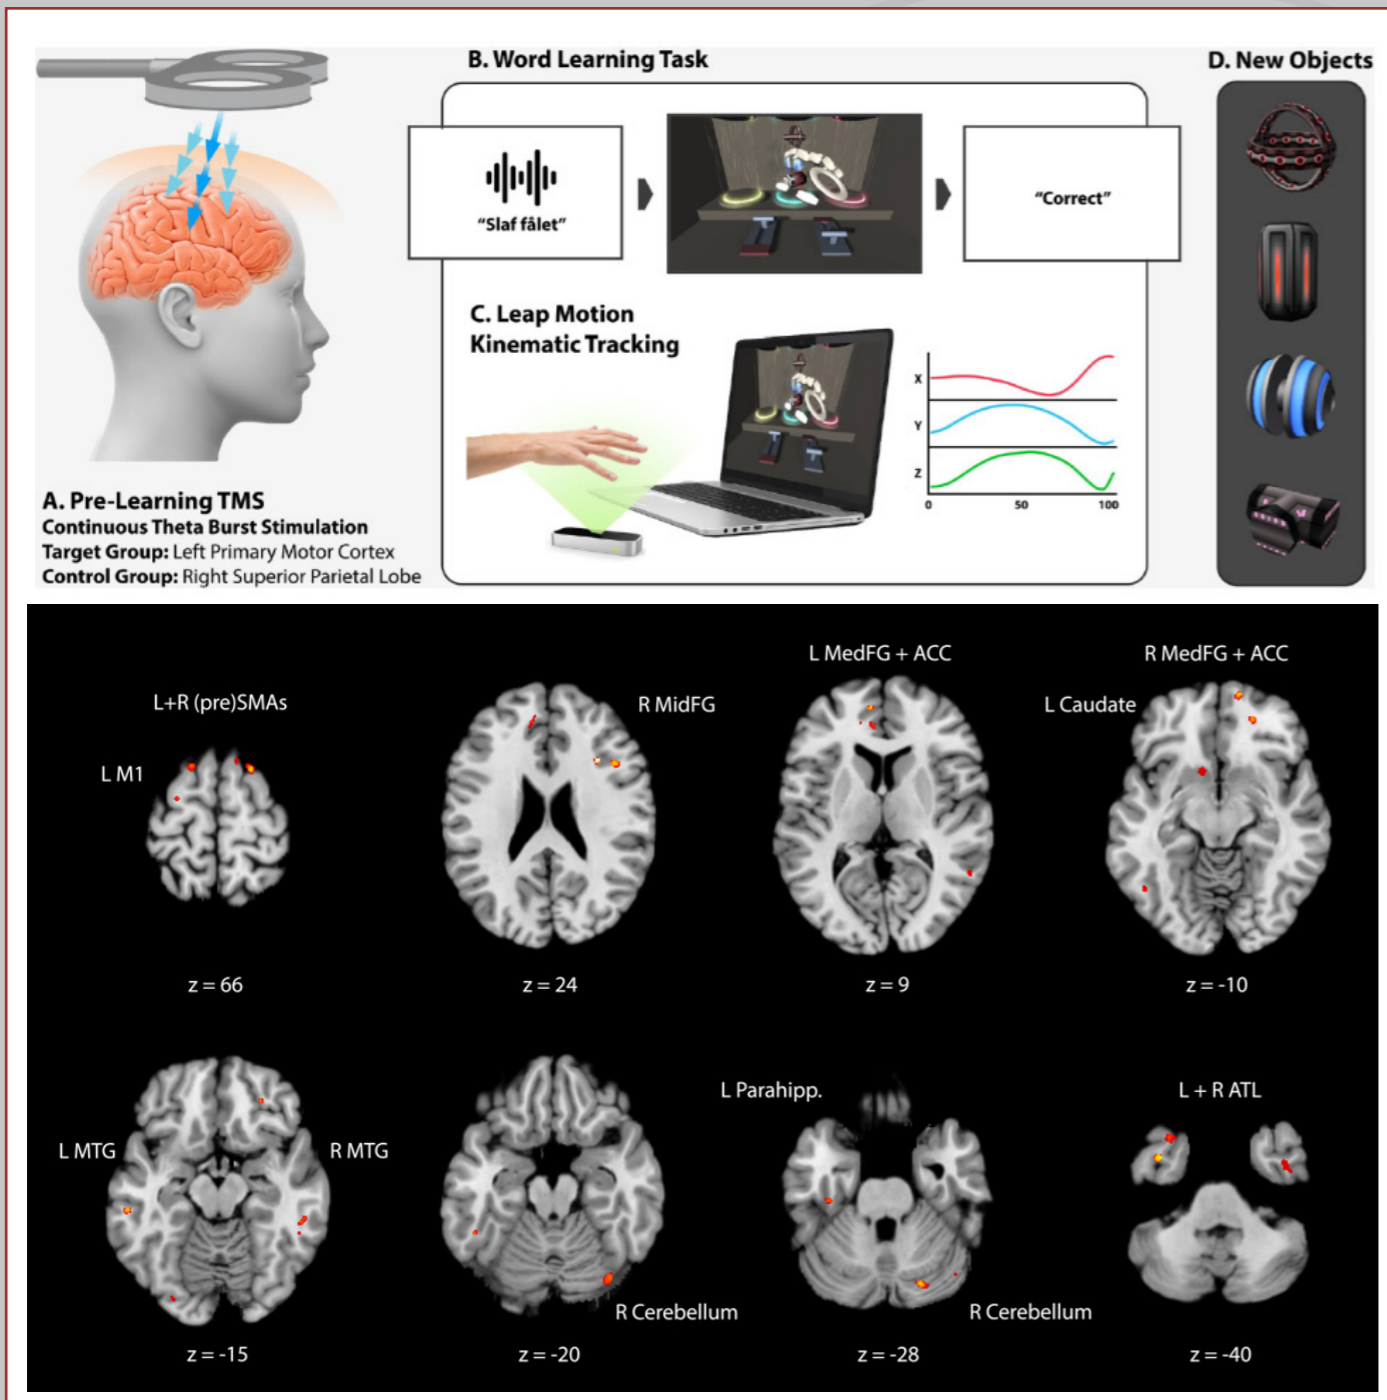 B. Word Learning Task
D. New Objects
“Slaf fålet”
“Correct”
C. Leap Motion
Kinematic Tracking
X
Y
Z
0 50 100
A. Pre-Learning TMS
Continuous Theta Burst Stimulation
Target Group: Left Primary Motor Cortex
Control Group: Right Superior Parietal Lobe
L+R (pre)SMAs
L M1
R MidFG
L MedFG + ACC
R MedFG + ACC
L Caudate
z = 66
z = 24
z = 9
z = -10
L MTG
R MTG
R Cerebellum
L Parahipp.
R Cerebellum
L + R ATL
z = -15
z = -20
z = -28
z = -40